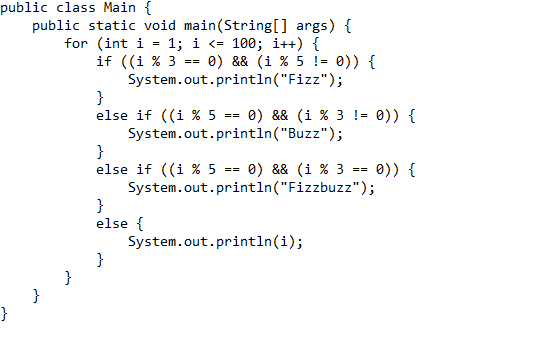 public class Main {
    public static void main(String[] args) {
        for (int i = 1; i <= 100; i++) {
            if ((i % 3 == 0) && (i % 5 != 0)) {
                System.out.println("Fizz");
            }
            else if ((i % 5 == 0) && (i % 3 != 0)) {
                System.out.println("Buzz");
            }
            else if ((i % 5 == 0) && (i % 3 == 0)) {
                System.out.println("Fizzbuzz");
            }
            else {
                System.out.println(i);
            }
        }
    }
}